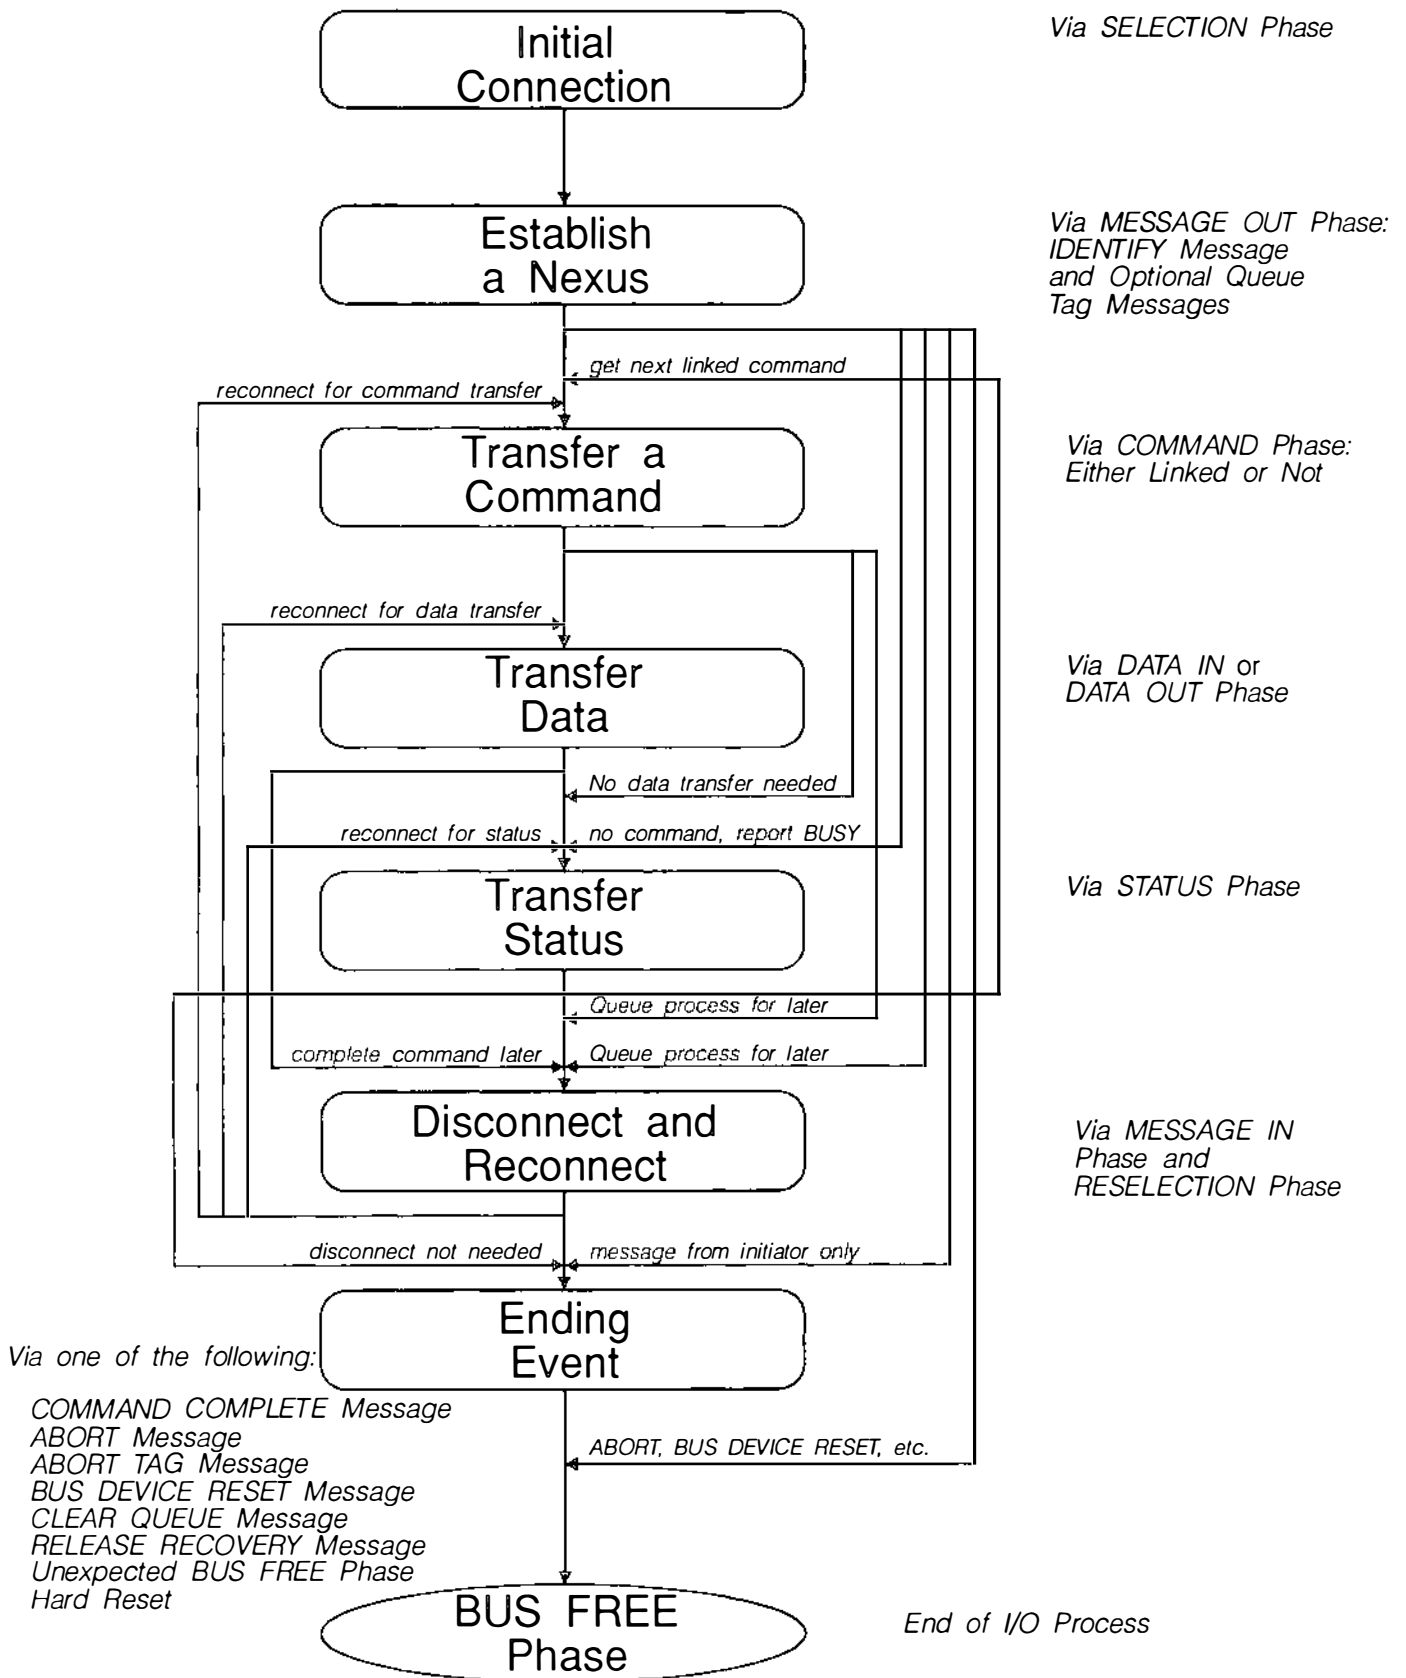 Initial
Connection
Via SELECTION Phase
Establish
a Nexus
Via MESSAGE OUT Phase:
IDENTIFY Message
and Optional Queue
Tag Messages
get next linked command
reconnect for command transfer
Transfer a
Command
Via COMMAND Phase:
Either Linked or Not
reconnect for data transfer
Transfer
Data
Via DATA IN or
DATA OUT Phase
No data transfer needed
reconnect for status
no command, report BUSY
Transfer
Status
Via STATUS Phase
Queue process for later
complete command later
Queue process for later
Disconnect and
Reconnect
Via MESSAGE IN
Phase and
RESELECTION Phase
disconnect not needed
message from initiator only
Ending
Event
Via one of the following:
COMMAND COMPLETE Message
ABORT Message
ABORT TAG Message
BUS DEVICE RESET Message
CLEAR QUEUE Message
RELEASE RECOVERY Message
Unexpected BUS FREE Phase
Hard Reset
ABORT, BUS DEVICE RESET, etc.
BUS FREE
Phase
End of I/O Process